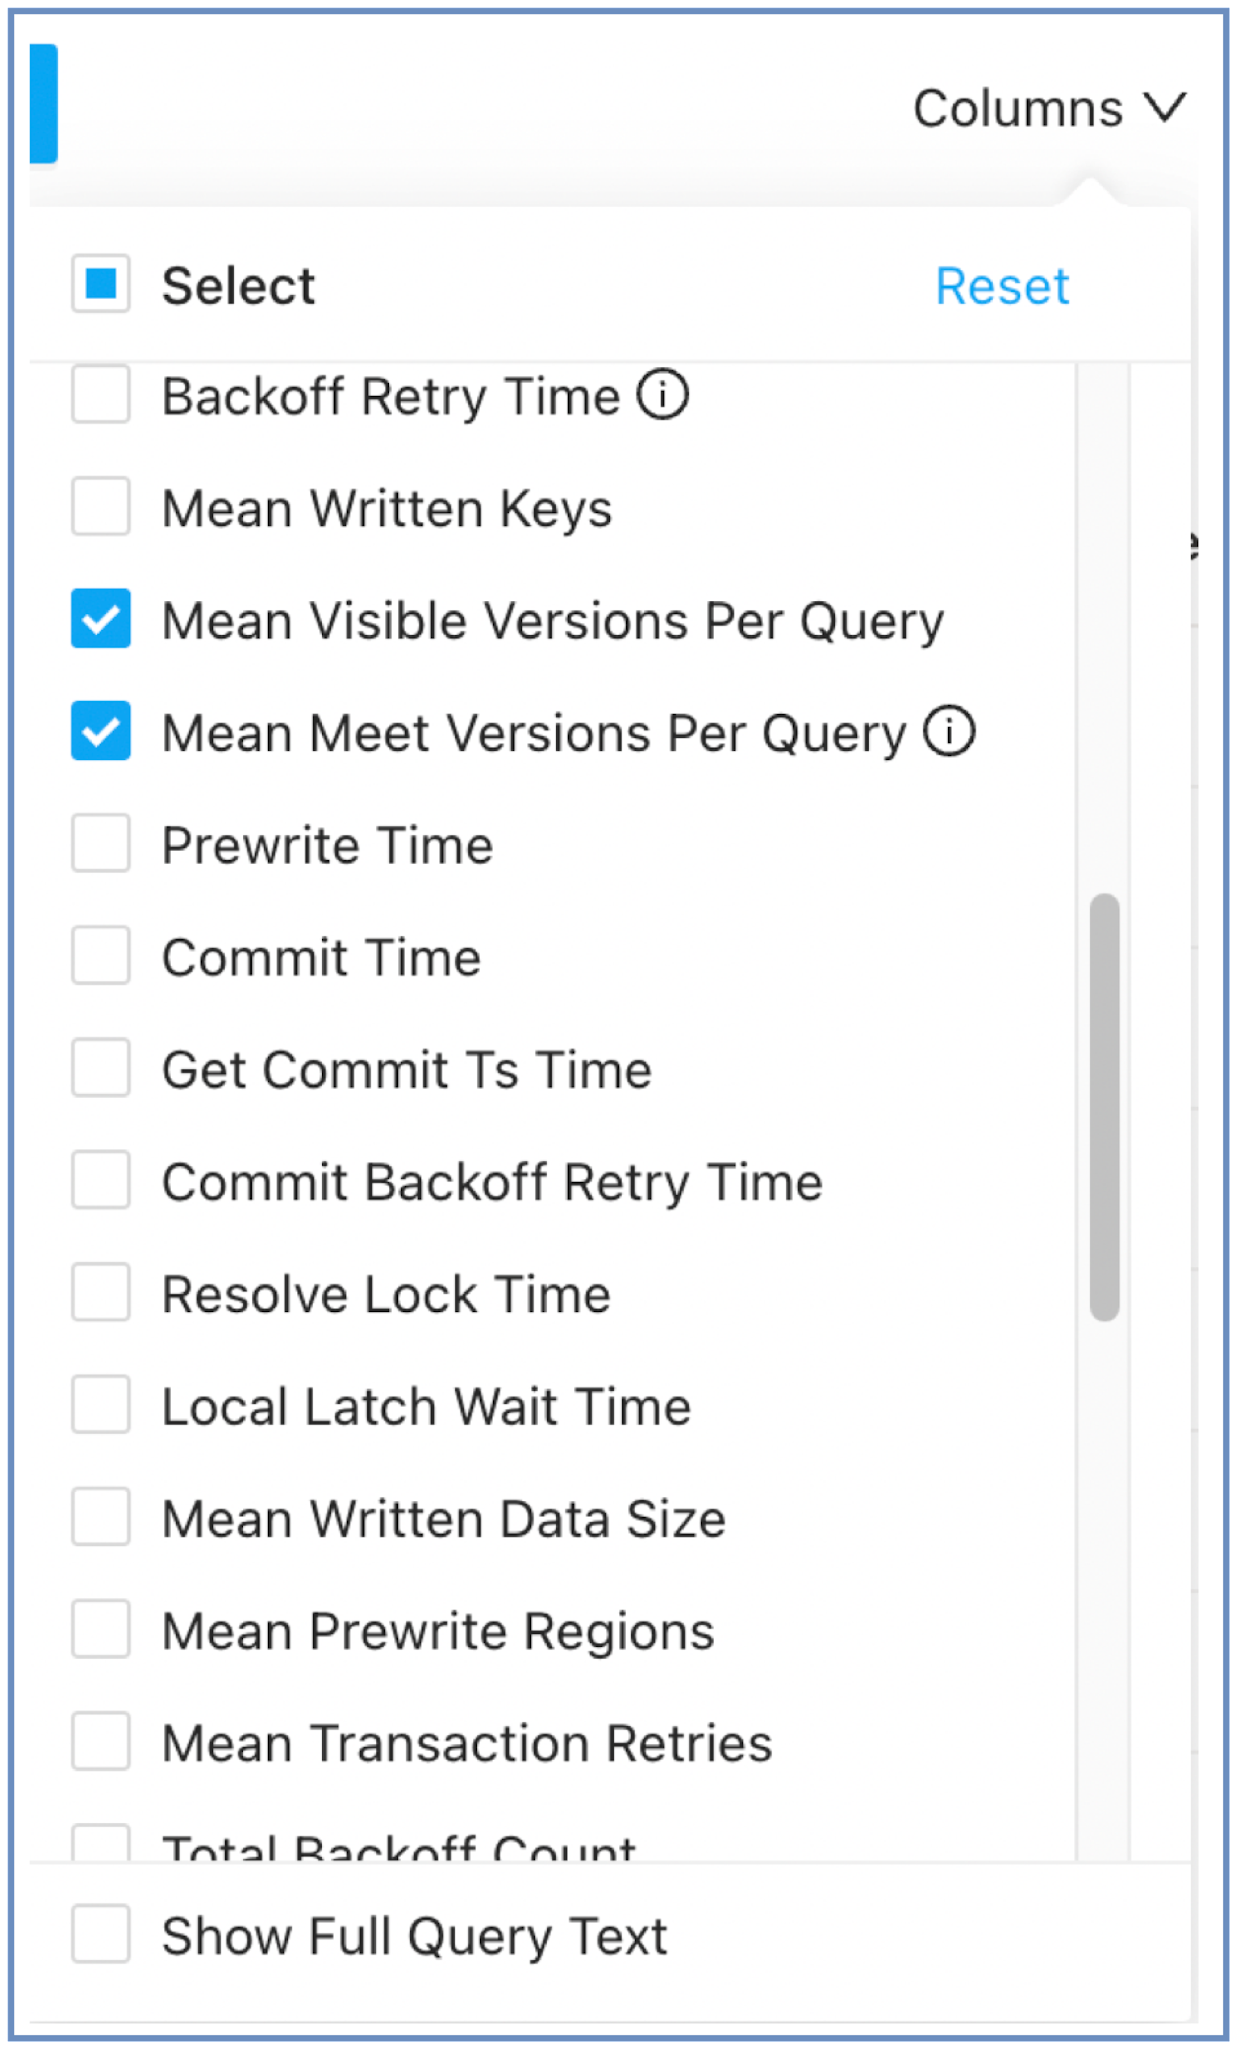 Columns
Select
Reset
Backoff Retry Time
Mean Written Keys
Mean Visible Versions Per Query
Mean Meet Versions Per Query
Prewrite Time
Commit Time
Get Commit Ts Time
Commit Backoff Retry Time
Resolve Lock Time
Local Latch Wait Time
Mean Written Data Size
Mean Prewrite Regions
Mean Transaction Retries
Total Backoff Count
Show Full Query Text